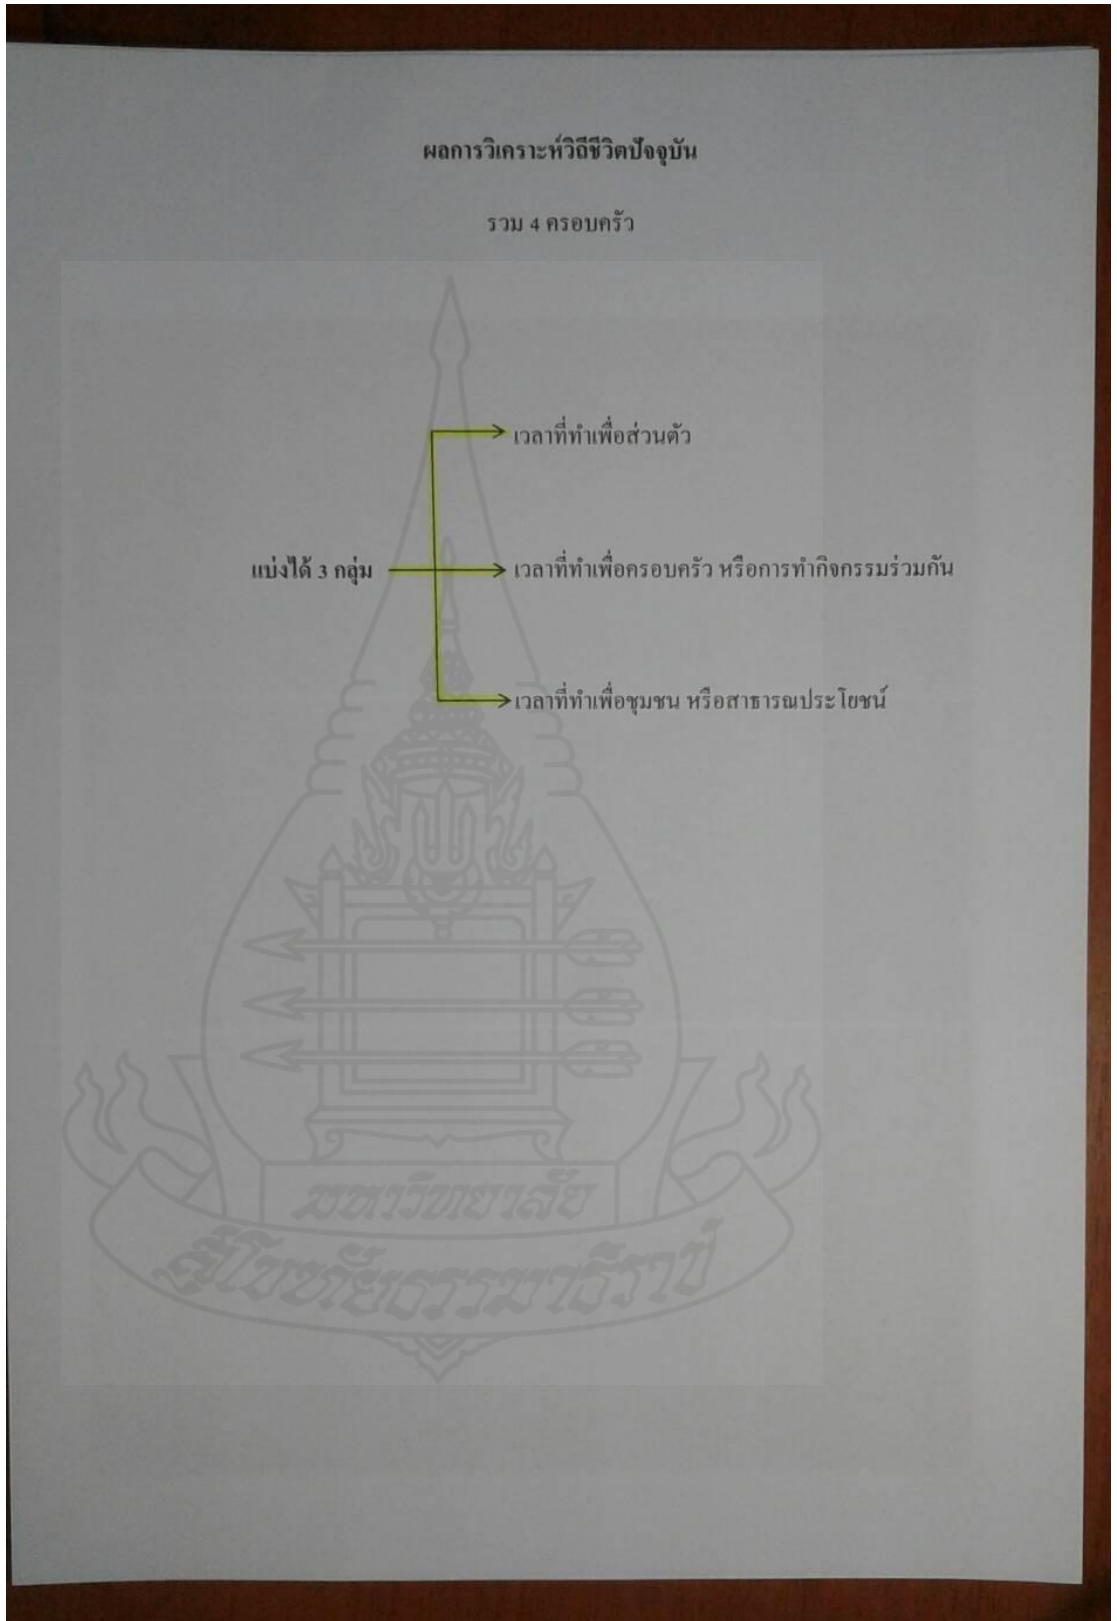 ผลการวิเคราะห์วิถีชีวิตปัจจุบัน
รวม 4 ครอบครัว
เวลาที่ทำเพื่อส่วนตัว
แบ่งได้ 3 กลุ่ม
เวลาที่ทำเพื่อครอบครัว หรือการทำกิจกรรมร่วมกัน
เวลาที่ทำเพื่อชุมชน หรือสาธารณประโยชน์
มหาวิทยาลัย
สุโขทัยธรรมาธิราช